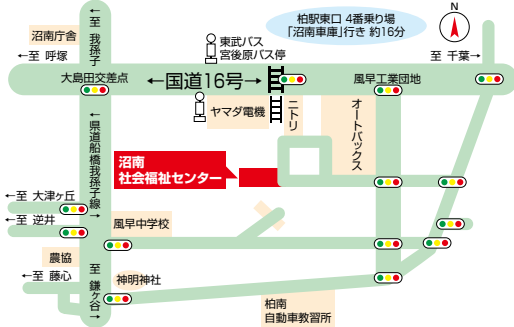 ←至 我孫子
沼南庁舎
←至 呼塚
大島田交差点
東武バス
宮後原バス停
←国道16号→
柏駅東口 4番乗り場
「沼南車庫」行き 約16分
N
至 千葉→
風早工業団地
ヤマダ電機
ニトリ
オートバックス
←県道船橋我孫子線→
沼南
社会福祉センター
←至 大津ヶ丘
←至 逆井
風早中学校
農協
←至 藤心
至 鎌ヶ谷→
神明神社
柏南
自動車教習所